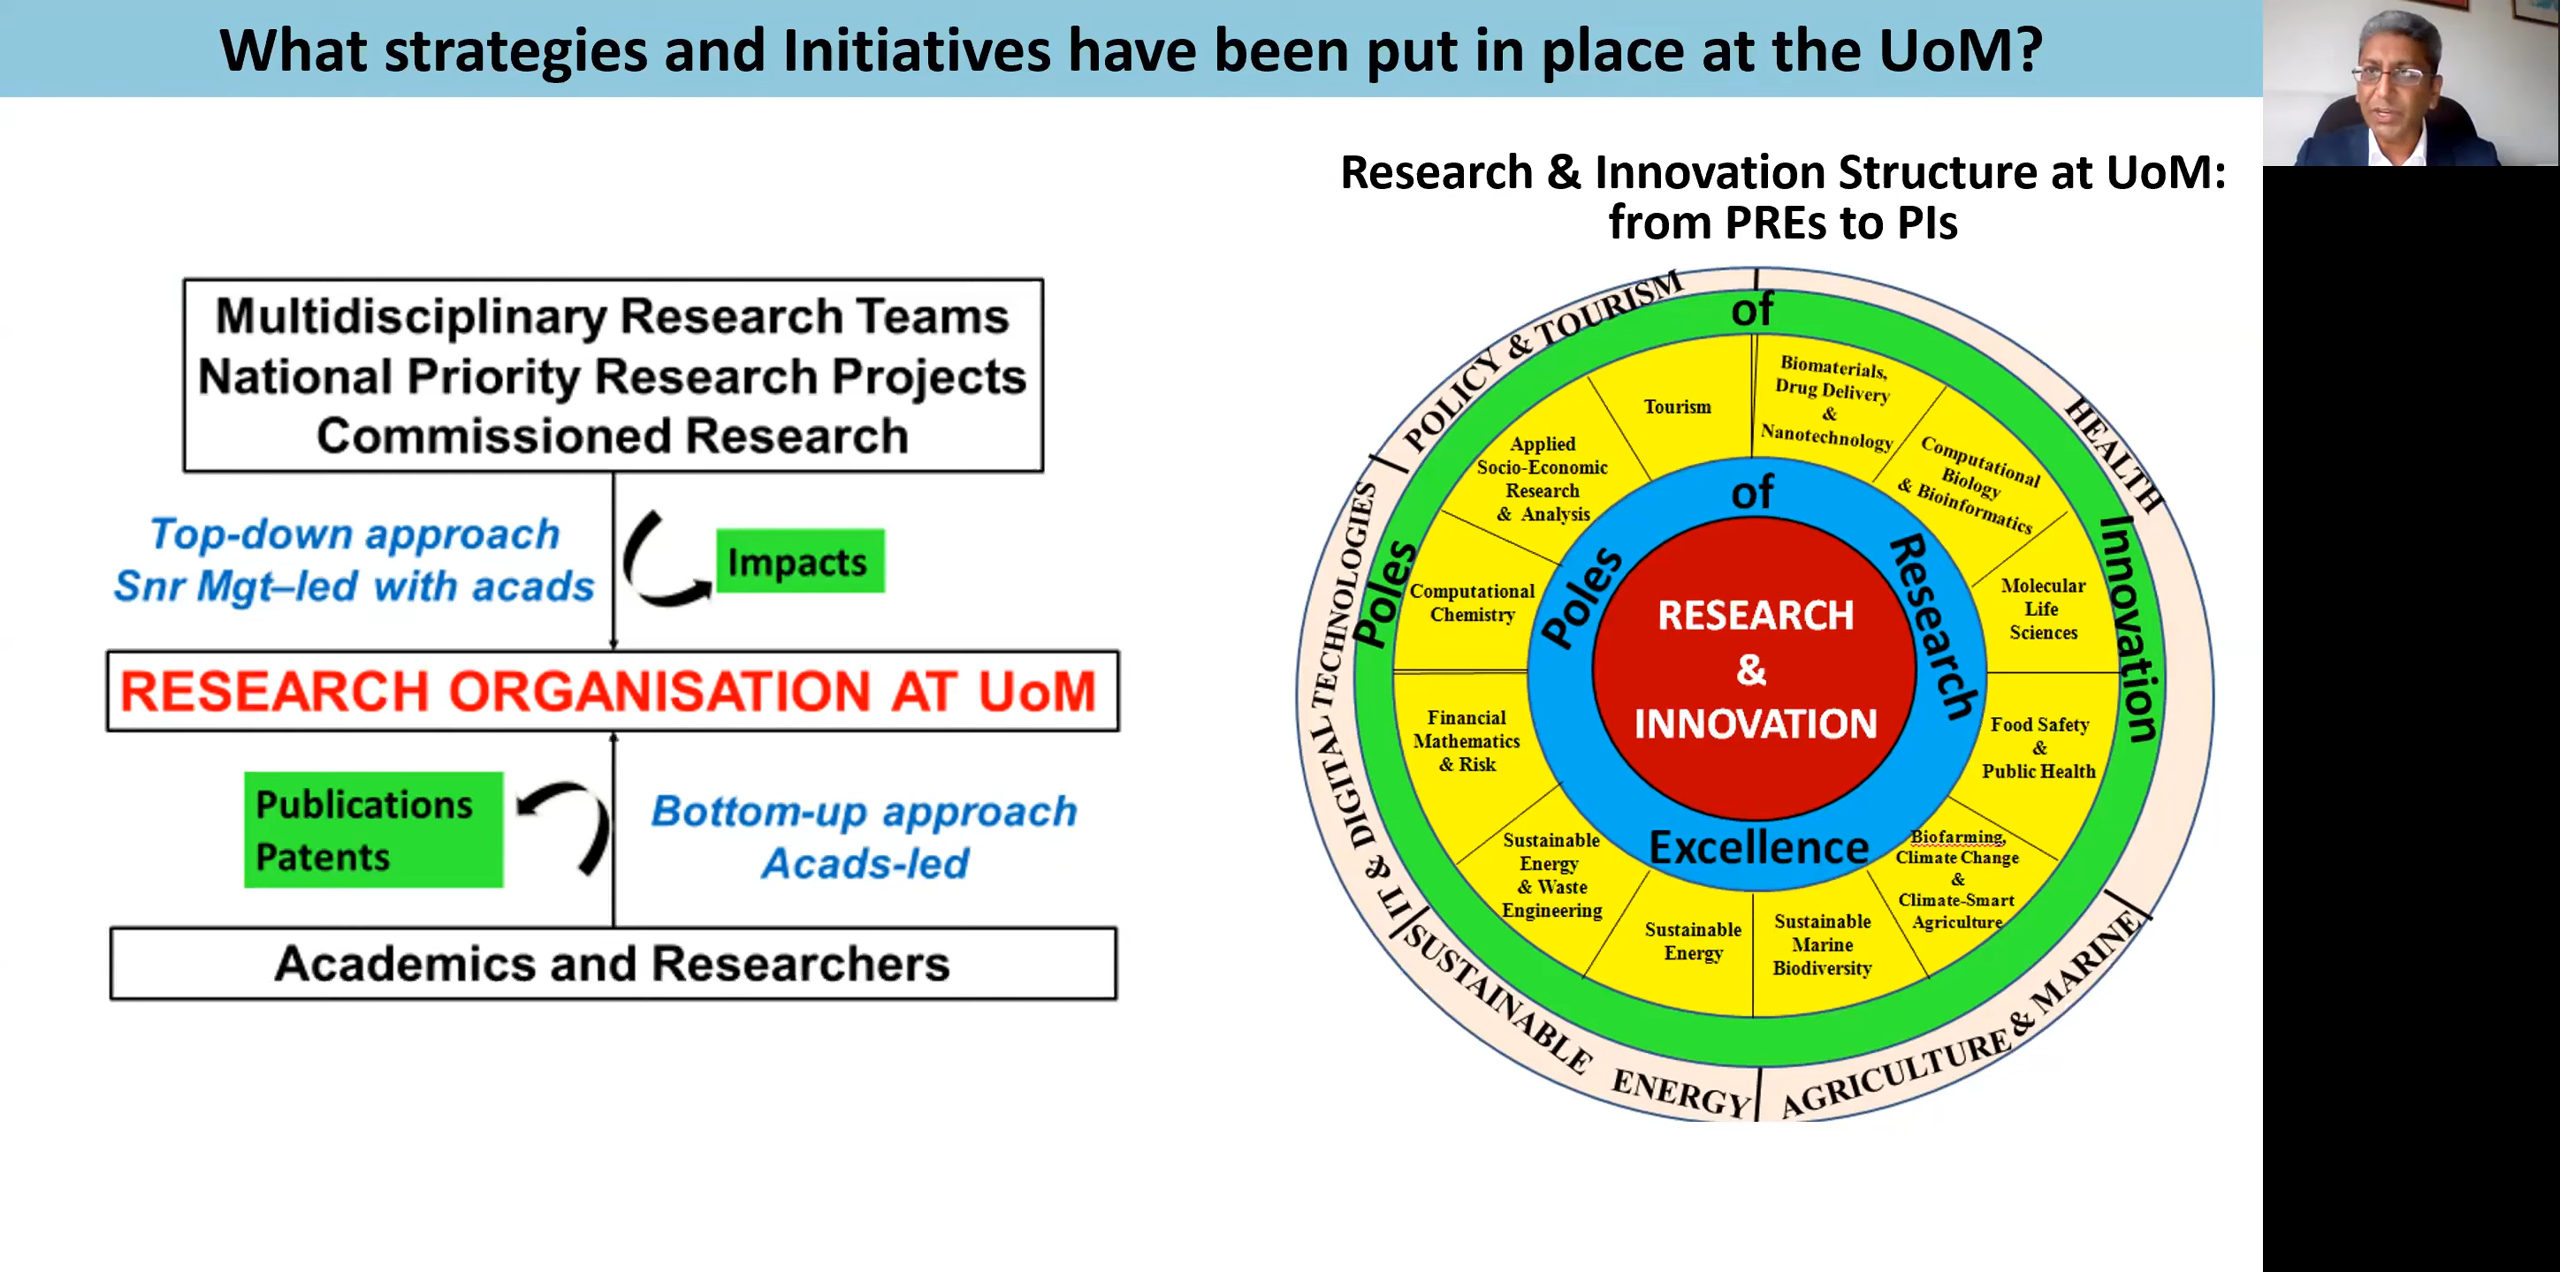 What strategies and Initiatives have been put in place at the UoM?
Multidisciplinary Research Teams
National Priority Research Projects
Commissioned Research
Top-down approach
Snr Mgt–led with acads
Impacts
RESEARCH ORGANISATION AT UoM
Publications
Patents
Bottom-up approach
Acads-led
Academics and Researchers
Research & Innovation Structure at UoM:
from PREs to PIs
POLICY & TOURISM
HEALTH
AGRICULTURE & MARINE
SUSTAINABLE ENERGY
IT & DIGITAL TECHNOLOGIES
Poles
of
Innovation
Tourism
Biomaterials,
Drug Delivery
&
Nanotechnology
Computational
Biology
& Bioinformatics
Molecular
Life
Sciences
Food Safety
&
Public Health
Biofarming,
Climate Change
&
Climate-Smart
Agriculture
Sustainable
Marine
Biodiversity
Sustainable
Energy
Sustainable
Energy
& Waste
Engineering
Financial
Mathematics
& Risk
Computational
Chemistry
Applied
Socio-Economic
Research
& Analysis
Poles
of
Research
Excellence
RESEARCH
&
INNOVATION